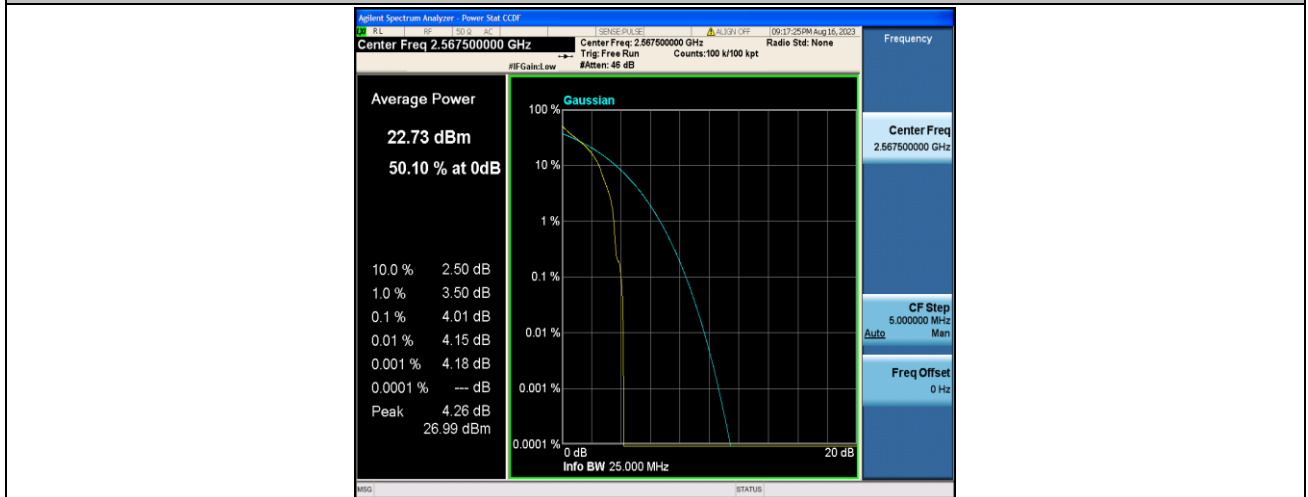 Agilent Spectrum Analyzer - Power Stat CCDF
RL RF 50 Ω AC SENSE:PULSE ALIGN OFF 09:17:25PM Aug 16, 2023
Center Freq 2.567500000 GHz
Center Freq: 2.567500000 GHz Radio Std: None
Trig: Free Run Counts:100 k/100 kpt
#IFGain:Low #Atten: 46 dB
Average Power
22.73 dBm
50.10 % at 0dB
10.0 % 2.50 dB
1.0 % 3.50 dB
0.1 % 4.01 dB
0.01 % 4.15 dB
0.001 % 4.18 dB
0.0001 % --- dB
Peak 4.26 dB
26.99 dBm
Gaussian
100 %
10 %
1 %
0.1 %
0.01 %
0.001 %
0.0001 %
0 dB 20 dB
Info BW 25.000 MHz
Frequency
Center Freq
2.567500000 GHz
CF Step
5.000000 MHz
Auto Man
Freq Offset
0 Hz
MSG STATUS